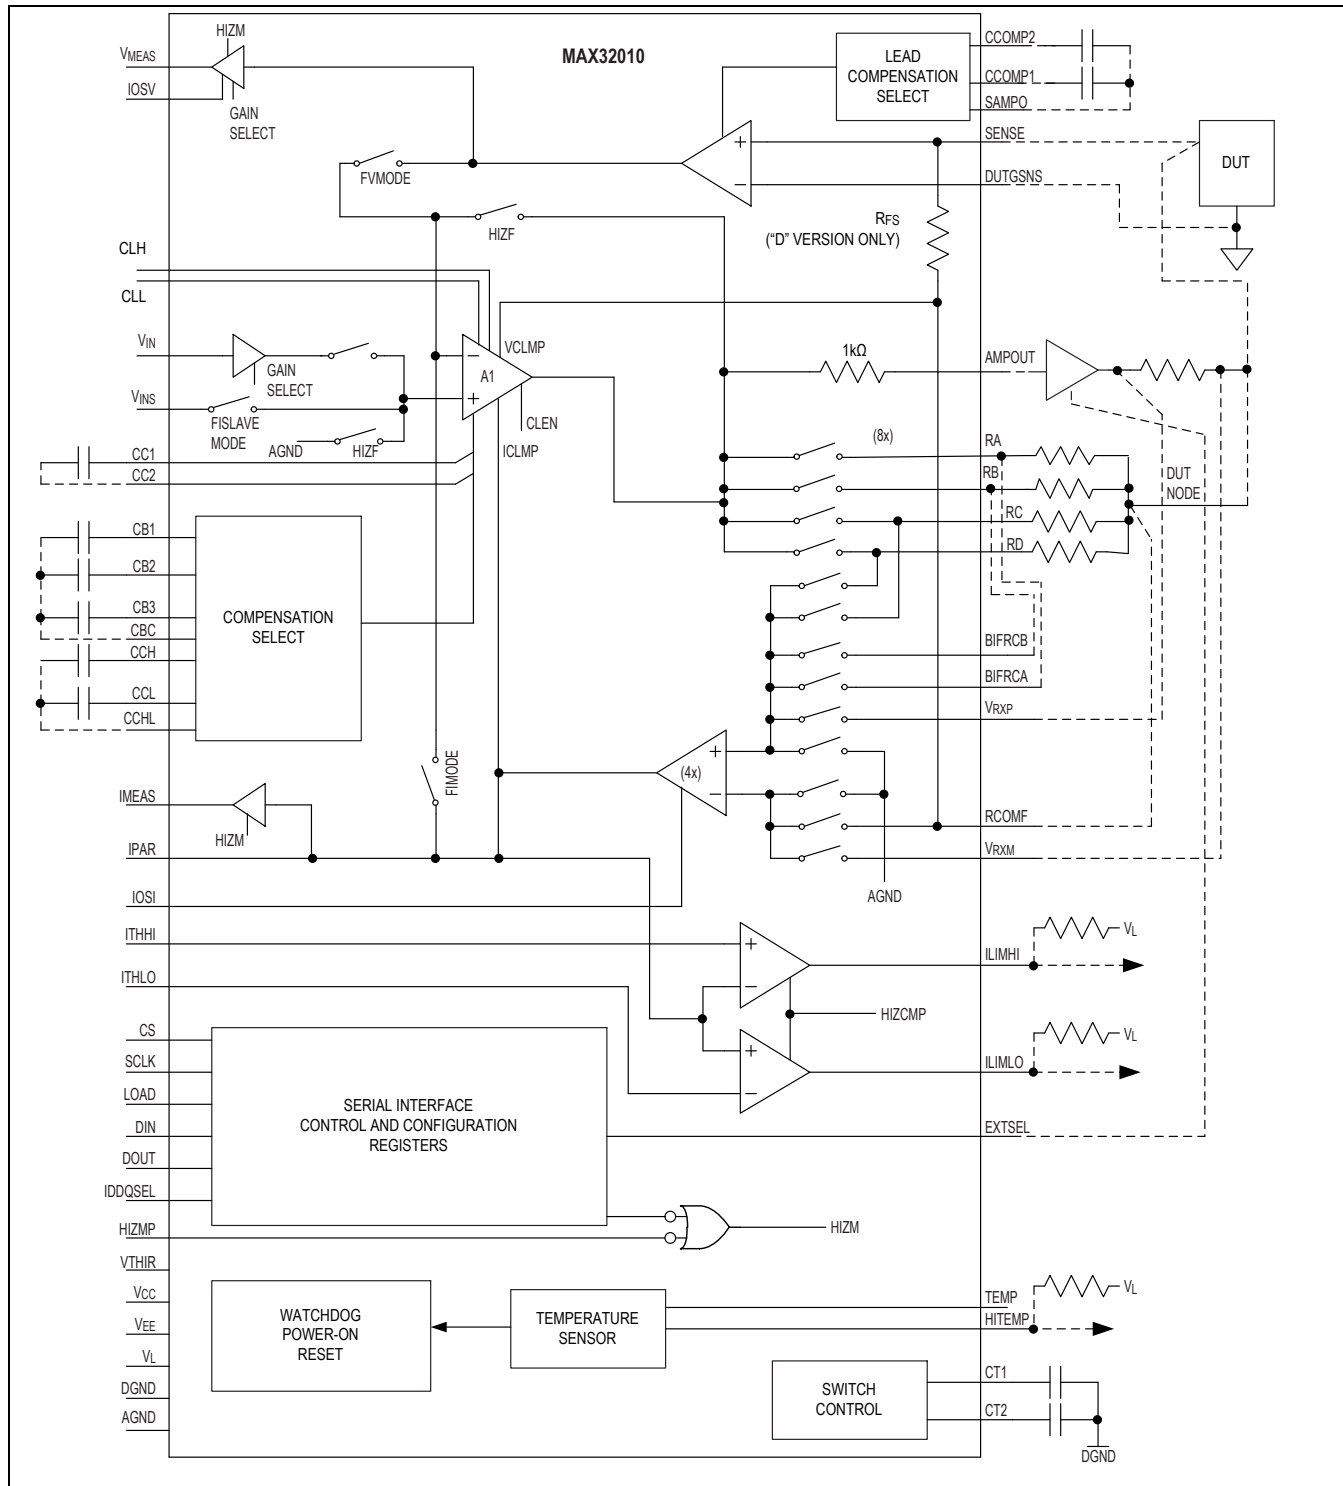 MAX32010
HIZM
VMEAS
IOSV
GAIN
SELECT
LEAD
COMPENSATION
SELECT
CCOMP2
CCOMP1
SAMPO
SENSE
DUTGSNS
DUT
FVMODE
HIZF
RFS
("D" VERSION ONLY)
CLH
CLL
VIN
GAIN
SELECT
VINS
FISLAVE
MODE
AGND
HIZF
VCLMP
A1
CLEN
ICLMP
+
−
+
−
1kΩ
AMPOUT
(8x)
RA
RB
RC
RD
DUT
NODE
CC1
CC2
CB1
CB2
CB3
CBC
CCH
CCL
CCHL
COMPENSATION
SELECT
BIFRCB
BIFRCA
VRXP
FIMODE
(4x)
+
−
RCOMF
VRXM
AGND
IMEAS
HIZM
IPAR
IOSI
ITHHI
ITHLO
+
−
+
−
HIZCMP
ILIMHI
VL
ILIMLO
VL
EXTSEL
CS
SCLK
LOAD
DIN
DOUT
IDDQSEL
HIZMP
SERIAL INTERFACE
CONTROL AND CONFIGURATION
REGISTERS
HIZM
VTHIR
VCC
VEE
VL
DGND
AGND
WATCHDOG
POWER-ON
RESET
TEMPERATURE
SENSOR
TEMP
HITEMP
VL
SWITCH
CONTROL
CT1
CT2
DGND